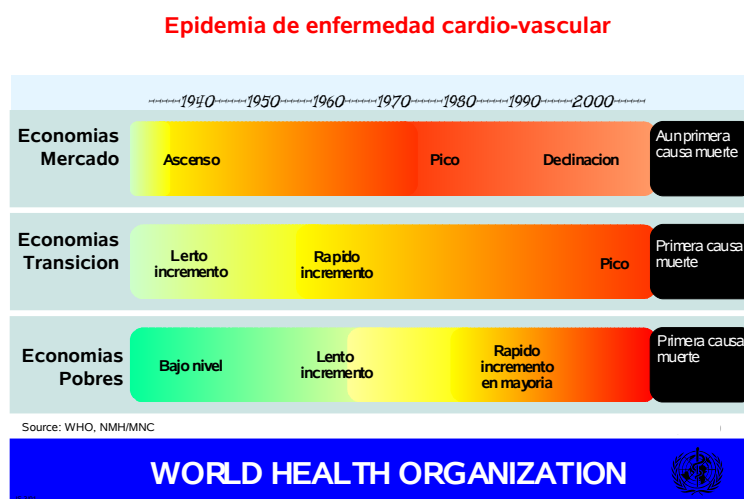 Epidemia de enfermedad cardio-vascular
1940 1950 1960 1970 1980 1990 2000
Economias
Mercado
Ascenso
Pico
Declinacion
Aun primera
causa muerte
Economias
Transicion
Lerto
incremento
Rapido
incremento
Pico
Primera causa
muerte
Economias
Pobres
Bajo nivel
Lento
incremento
Rapido
incremento
en mayoria
Primera causa
muerte
Source: WHO, NMH/MNC
WORLD HEALTH ORGANIZATION